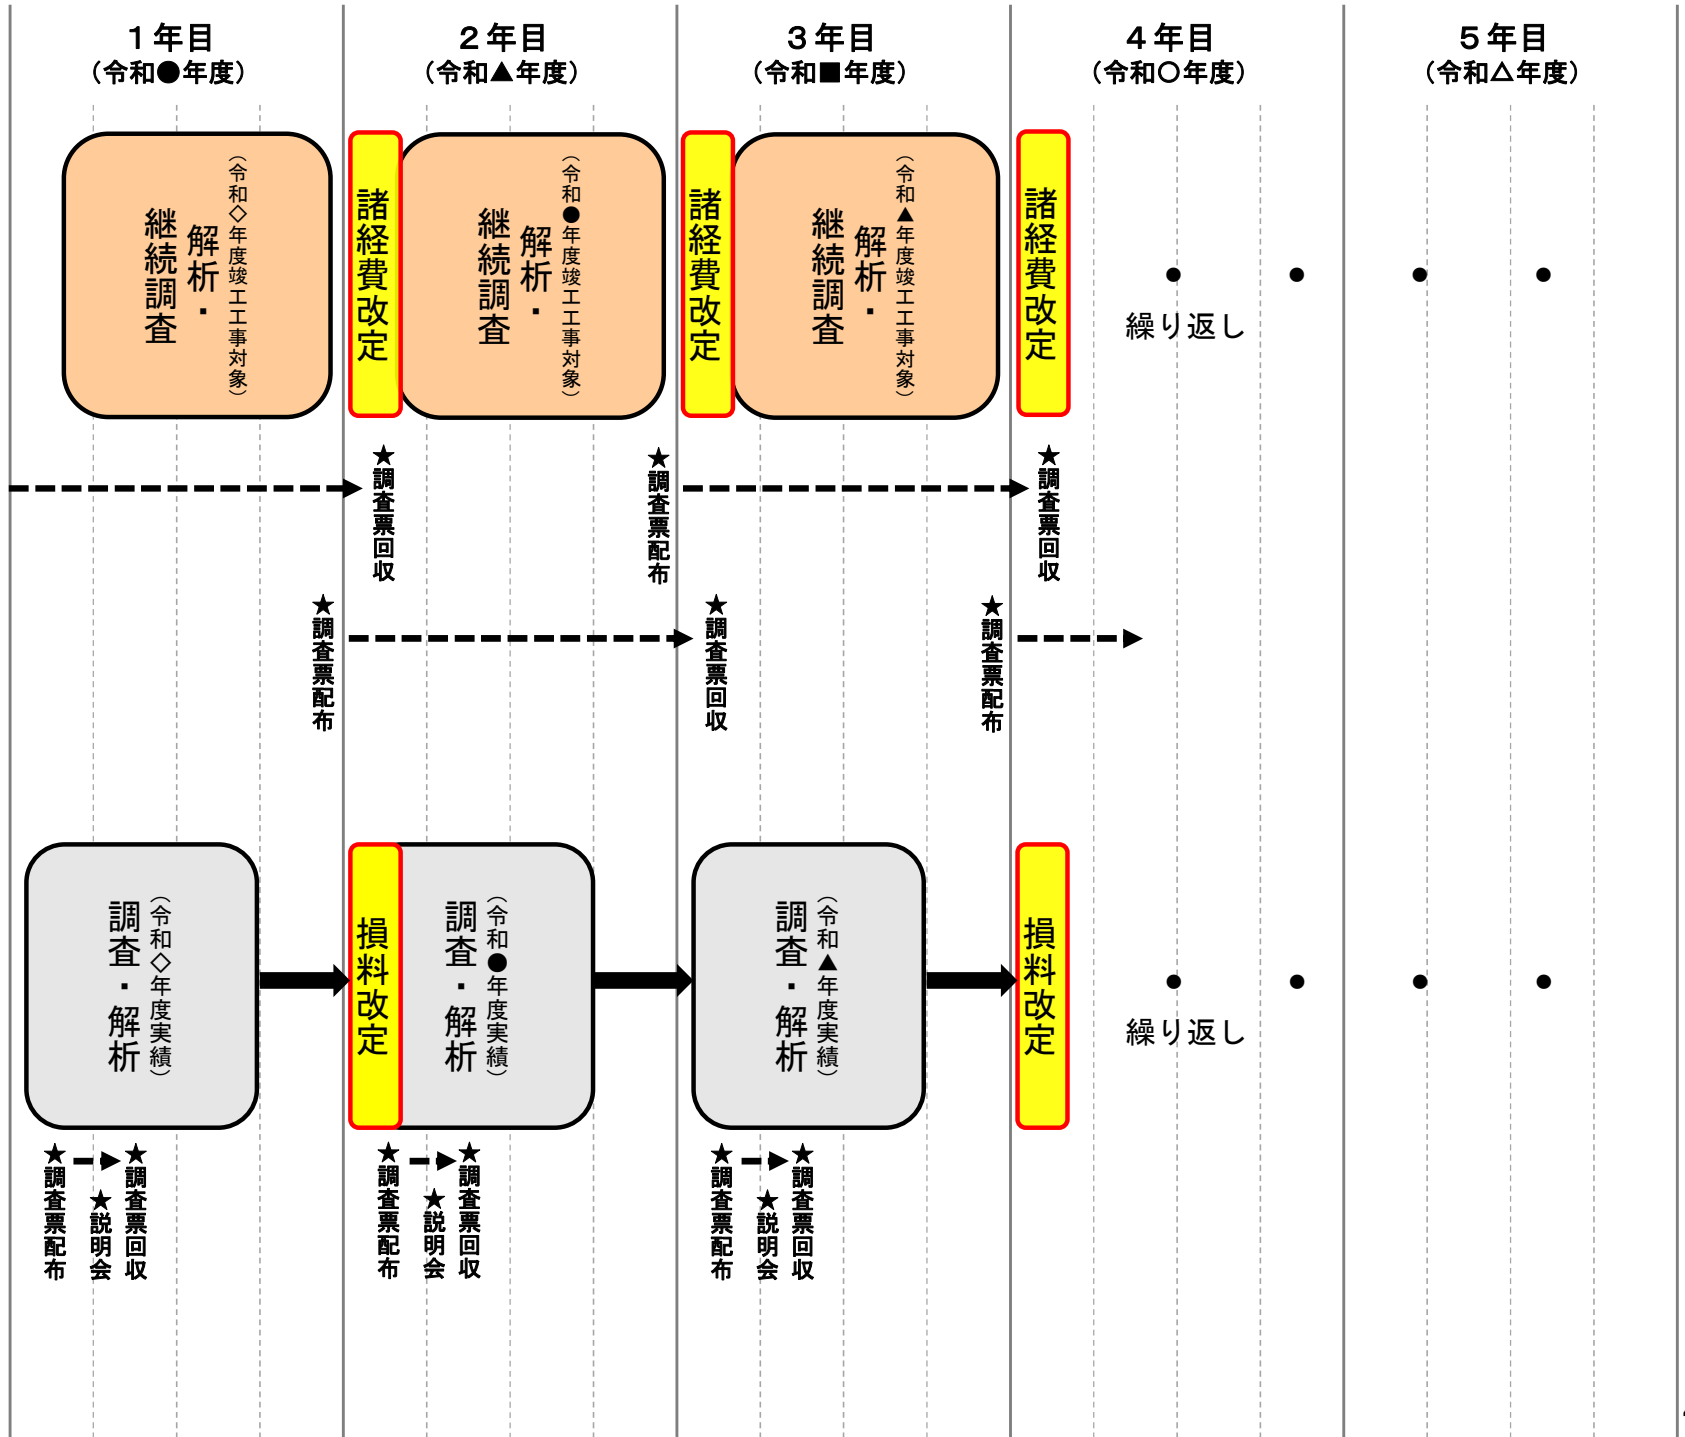 1年目
（令和●年度）
2年目
（令和▲年度）
3年目
（令和■年度）
4年目
（令和○年度）
5年目
（令和△年度）
（令和◇年度竣工工事対象）
解析・
継続調査
諸経費改定
（令和●年度竣工工事対象）
解析・
継続調査
諸経費改定
（令和▲年度竣工工事対象）
解析・
継続調査
諸経費改定
● ● ● ●
繰り返し
★調査票回収
★調査票配布
★調査票回収
★調査票配布
★調査票回収
★調査票配布
（令和◇年度実績）
調査・解析
損料改定
（令和●年度実績）
調査・解析
（令和▲年度実績）
調査・解析
損料改定
● ● ● ●
繰り返し
★調査票配布
★説明会
★調査票回収
★調査票配布
★説明会
★調査票回収
★調査票配布
★説明会
★調査票回収